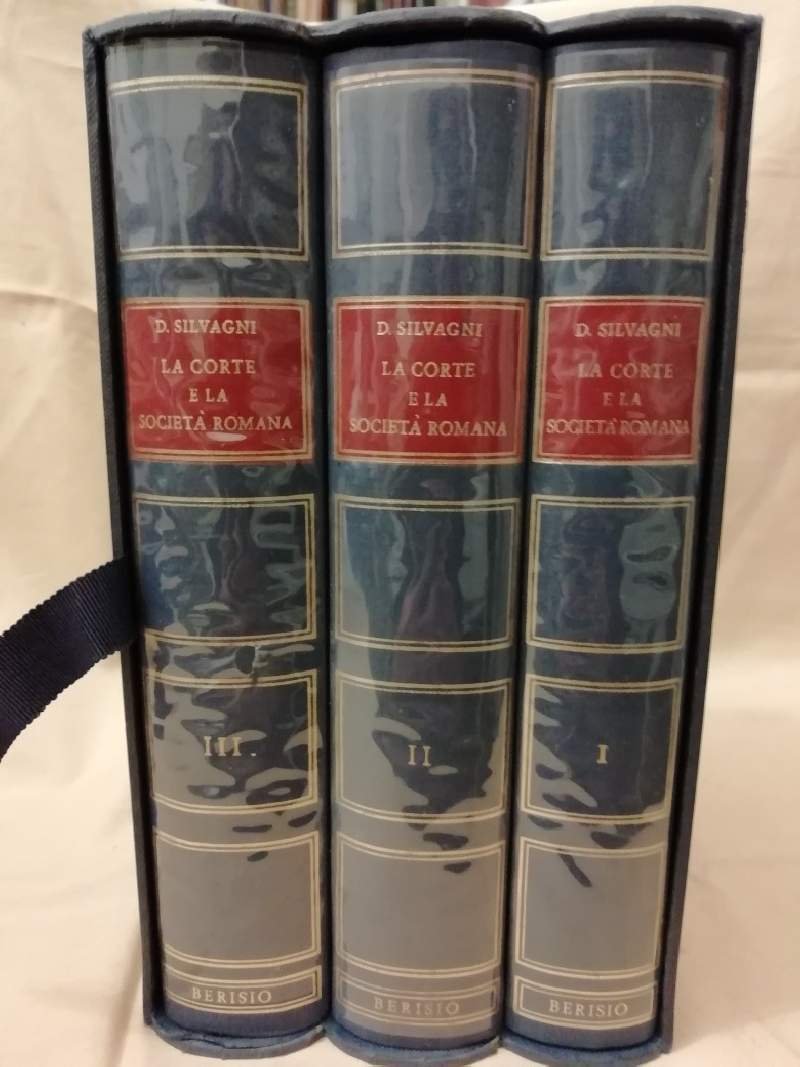 D. SILVAGNI
LA CORTE
E LA
SOCIETÀ ROMANA
III
BERISIO
D. SILVAGNI
LA CORTE
E LA
SOCIETÀ ROMANA
II
BERISIO
D. SILVAGNI
LA CORTE
E LA
SOCIETÀ ROMANA
I
BERISIO